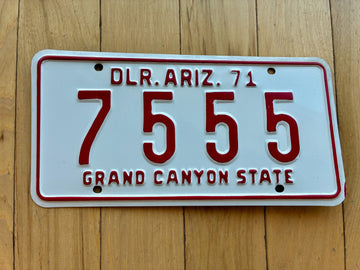 DLR. ARIZ. 71
7555
GRAND CANYON STATE